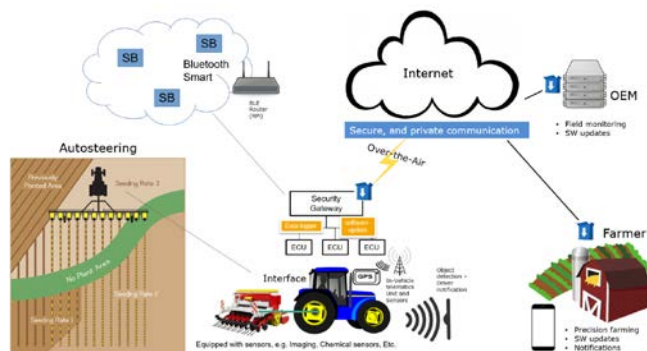 SB
SB
SB
Bluetooth
Smart
BLE
Router
(RPi)
Internet
Secure, and private communication
Over-the-Air
OEM
• Field monitoring
• SW updates
Autosteering
Previously
Planted Area
Seeding Rate 3
No Plant Area
Seeding Rate 2
Seeding Rate 1
Security
Gateway
Data logger
software
update
ECU
ECU
ECU
Interface
GPS
In-vehicle
telematics
Unit and
Sensors
Object
detection –
Driver
notification
Equipped with sensors, e.g. Imaging, Chemical sensors, Etc.
Farmer
• Precision farming
• SW updates
• Notifications